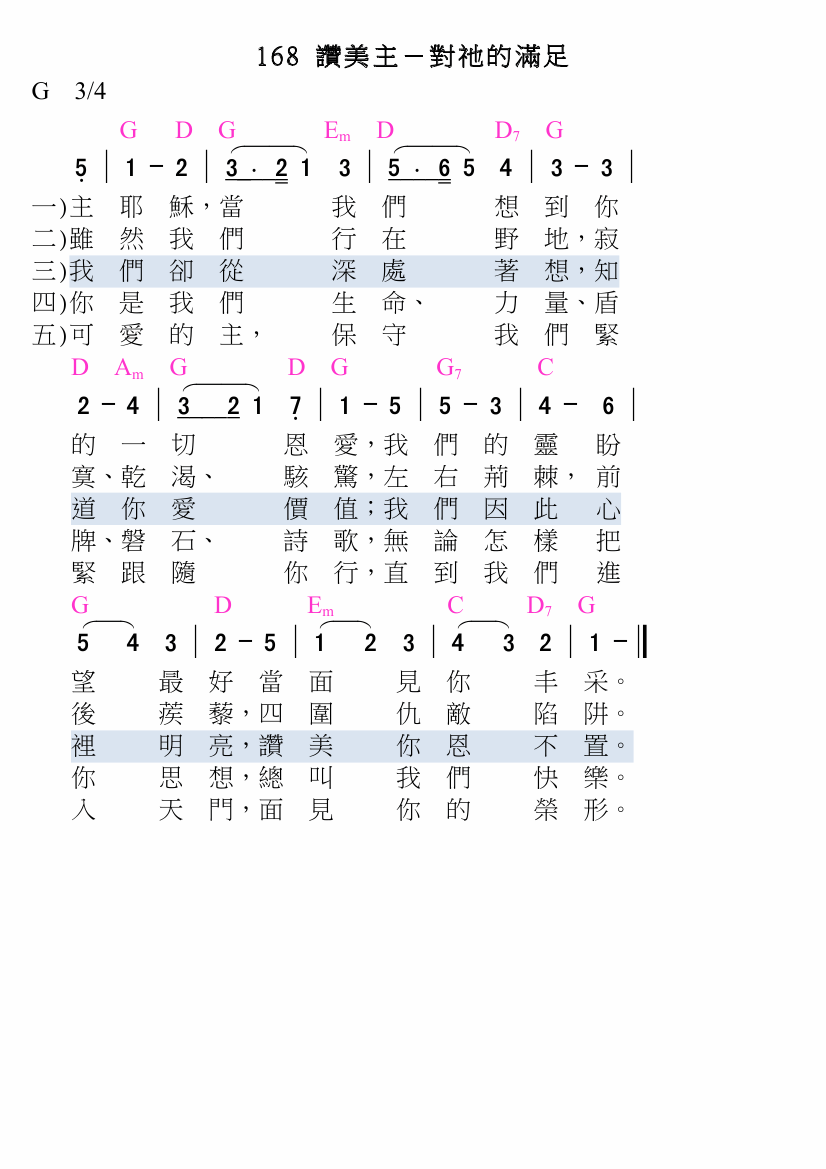 168 讚美主－對祂的滿足
G 3/4
G D G Em D D7 G
5 | 1 - 2 | 3 · 2 1 3 | 5 · 6 5 4 | 3 - 3 |
一)主 耶 穌，當 我 們 想 到 你
二)雖 然 我 們 行 在 野 地，寂
三)我 們 卻 從 深 處 著 想，知
四)你 是 我 們 生 命、 力 量、盾
五)可 愛 的 主， 保 守 我 們 緊
D Am G D G G7 C
2 - 4 | 3 2 1 7 | 1 - 5 | 5 - 3 | 4 - 6 |
的 一 切 恩 愛，我 們 的 靈 盼
寞、乾 渴、 駭 驚，左 右 荊 棘，前
道 你 愛 價 值；我 們 因 此 心
牌、磐 石、 詩 歌，無 論 怎 樣 把
緊 跟 隨 你 行，直 到 我 們 進
G D Em C D7 G
5 4 3 | 2 - 5 | 1 2 3 | 4 3 2 | 1 - ‖
望 最 好 當 面 見 你 丰 采。
後 蒺 藜，四 圍 仇 敵 陷 阱。
裡 明 亮，讚 美 你 恩 不 置。
你 思 想，總 叫 我 們 快 樂。
入 天 門，面 見 你 的 榮 形。